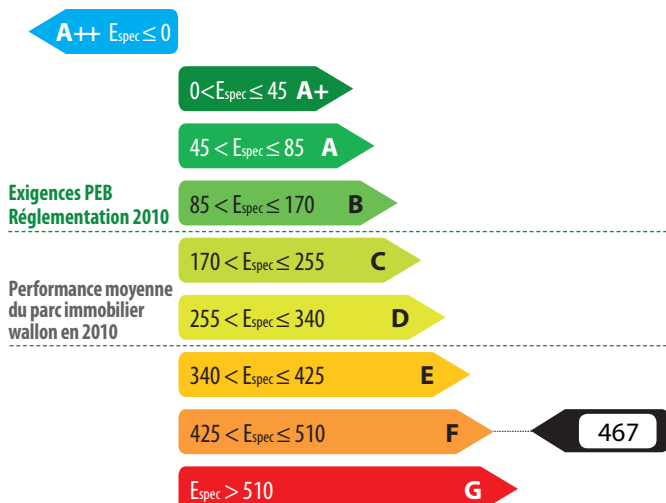 A++ Espec ≤ 0
0<Espec ≤ 45 A+
45 < Espec ≤ 85 A
Exigences PEB
Réglementation 2010
85 < Espec ≤ 170 B
170 < Espec ≤ 255 C
Performance moyenne
du parc immobilier
wallon en 2010
255 < Espec ≤ 340 D
340 < Espec ≤ 425 E
425 < Espec ≤ 510 F
467
Espec > 510 G